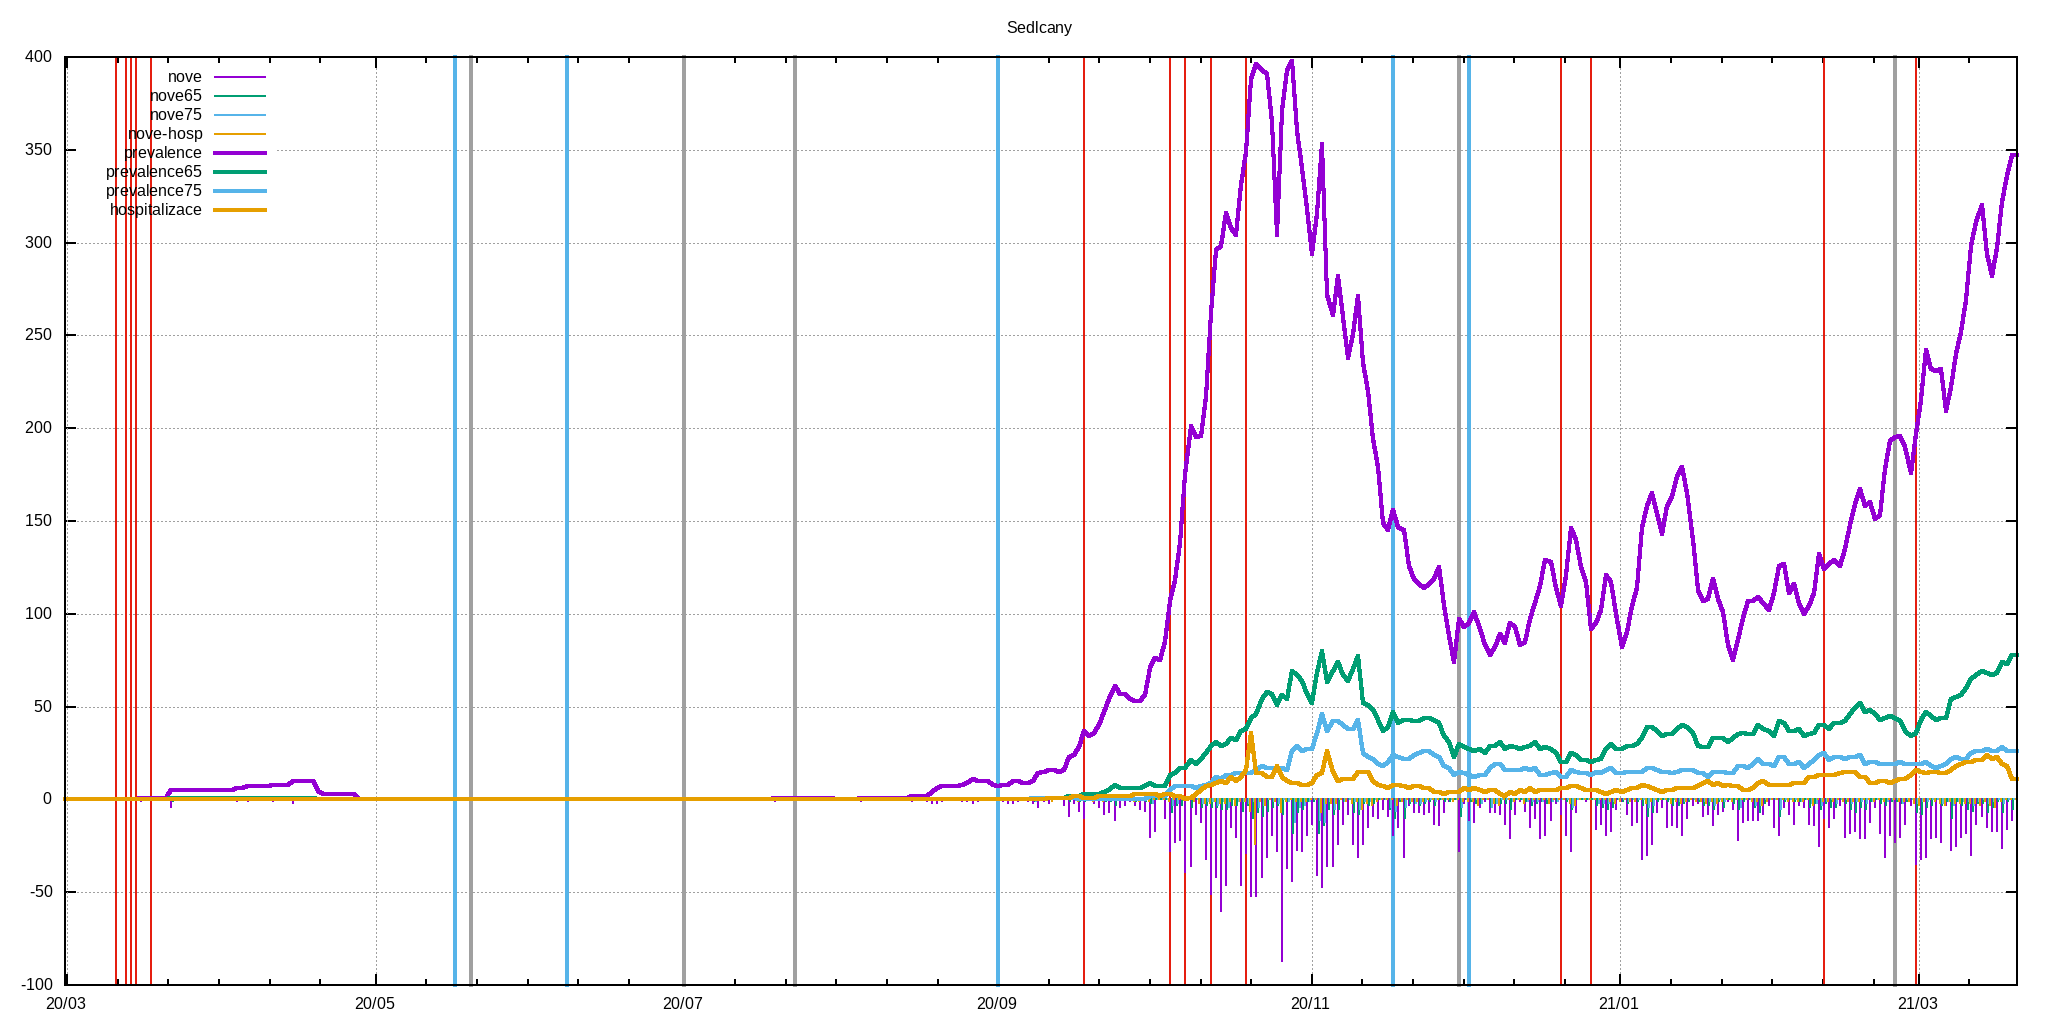 Sedlcany
400
350
300
250
200
150
100
50
0
-50
-100
nove
nove65
nove75
nove-hosp
prevalence
prevalence65
prevalence75
hospitalizace
20/03 20/05 20/07 20/09 20/11 21/01 21/03